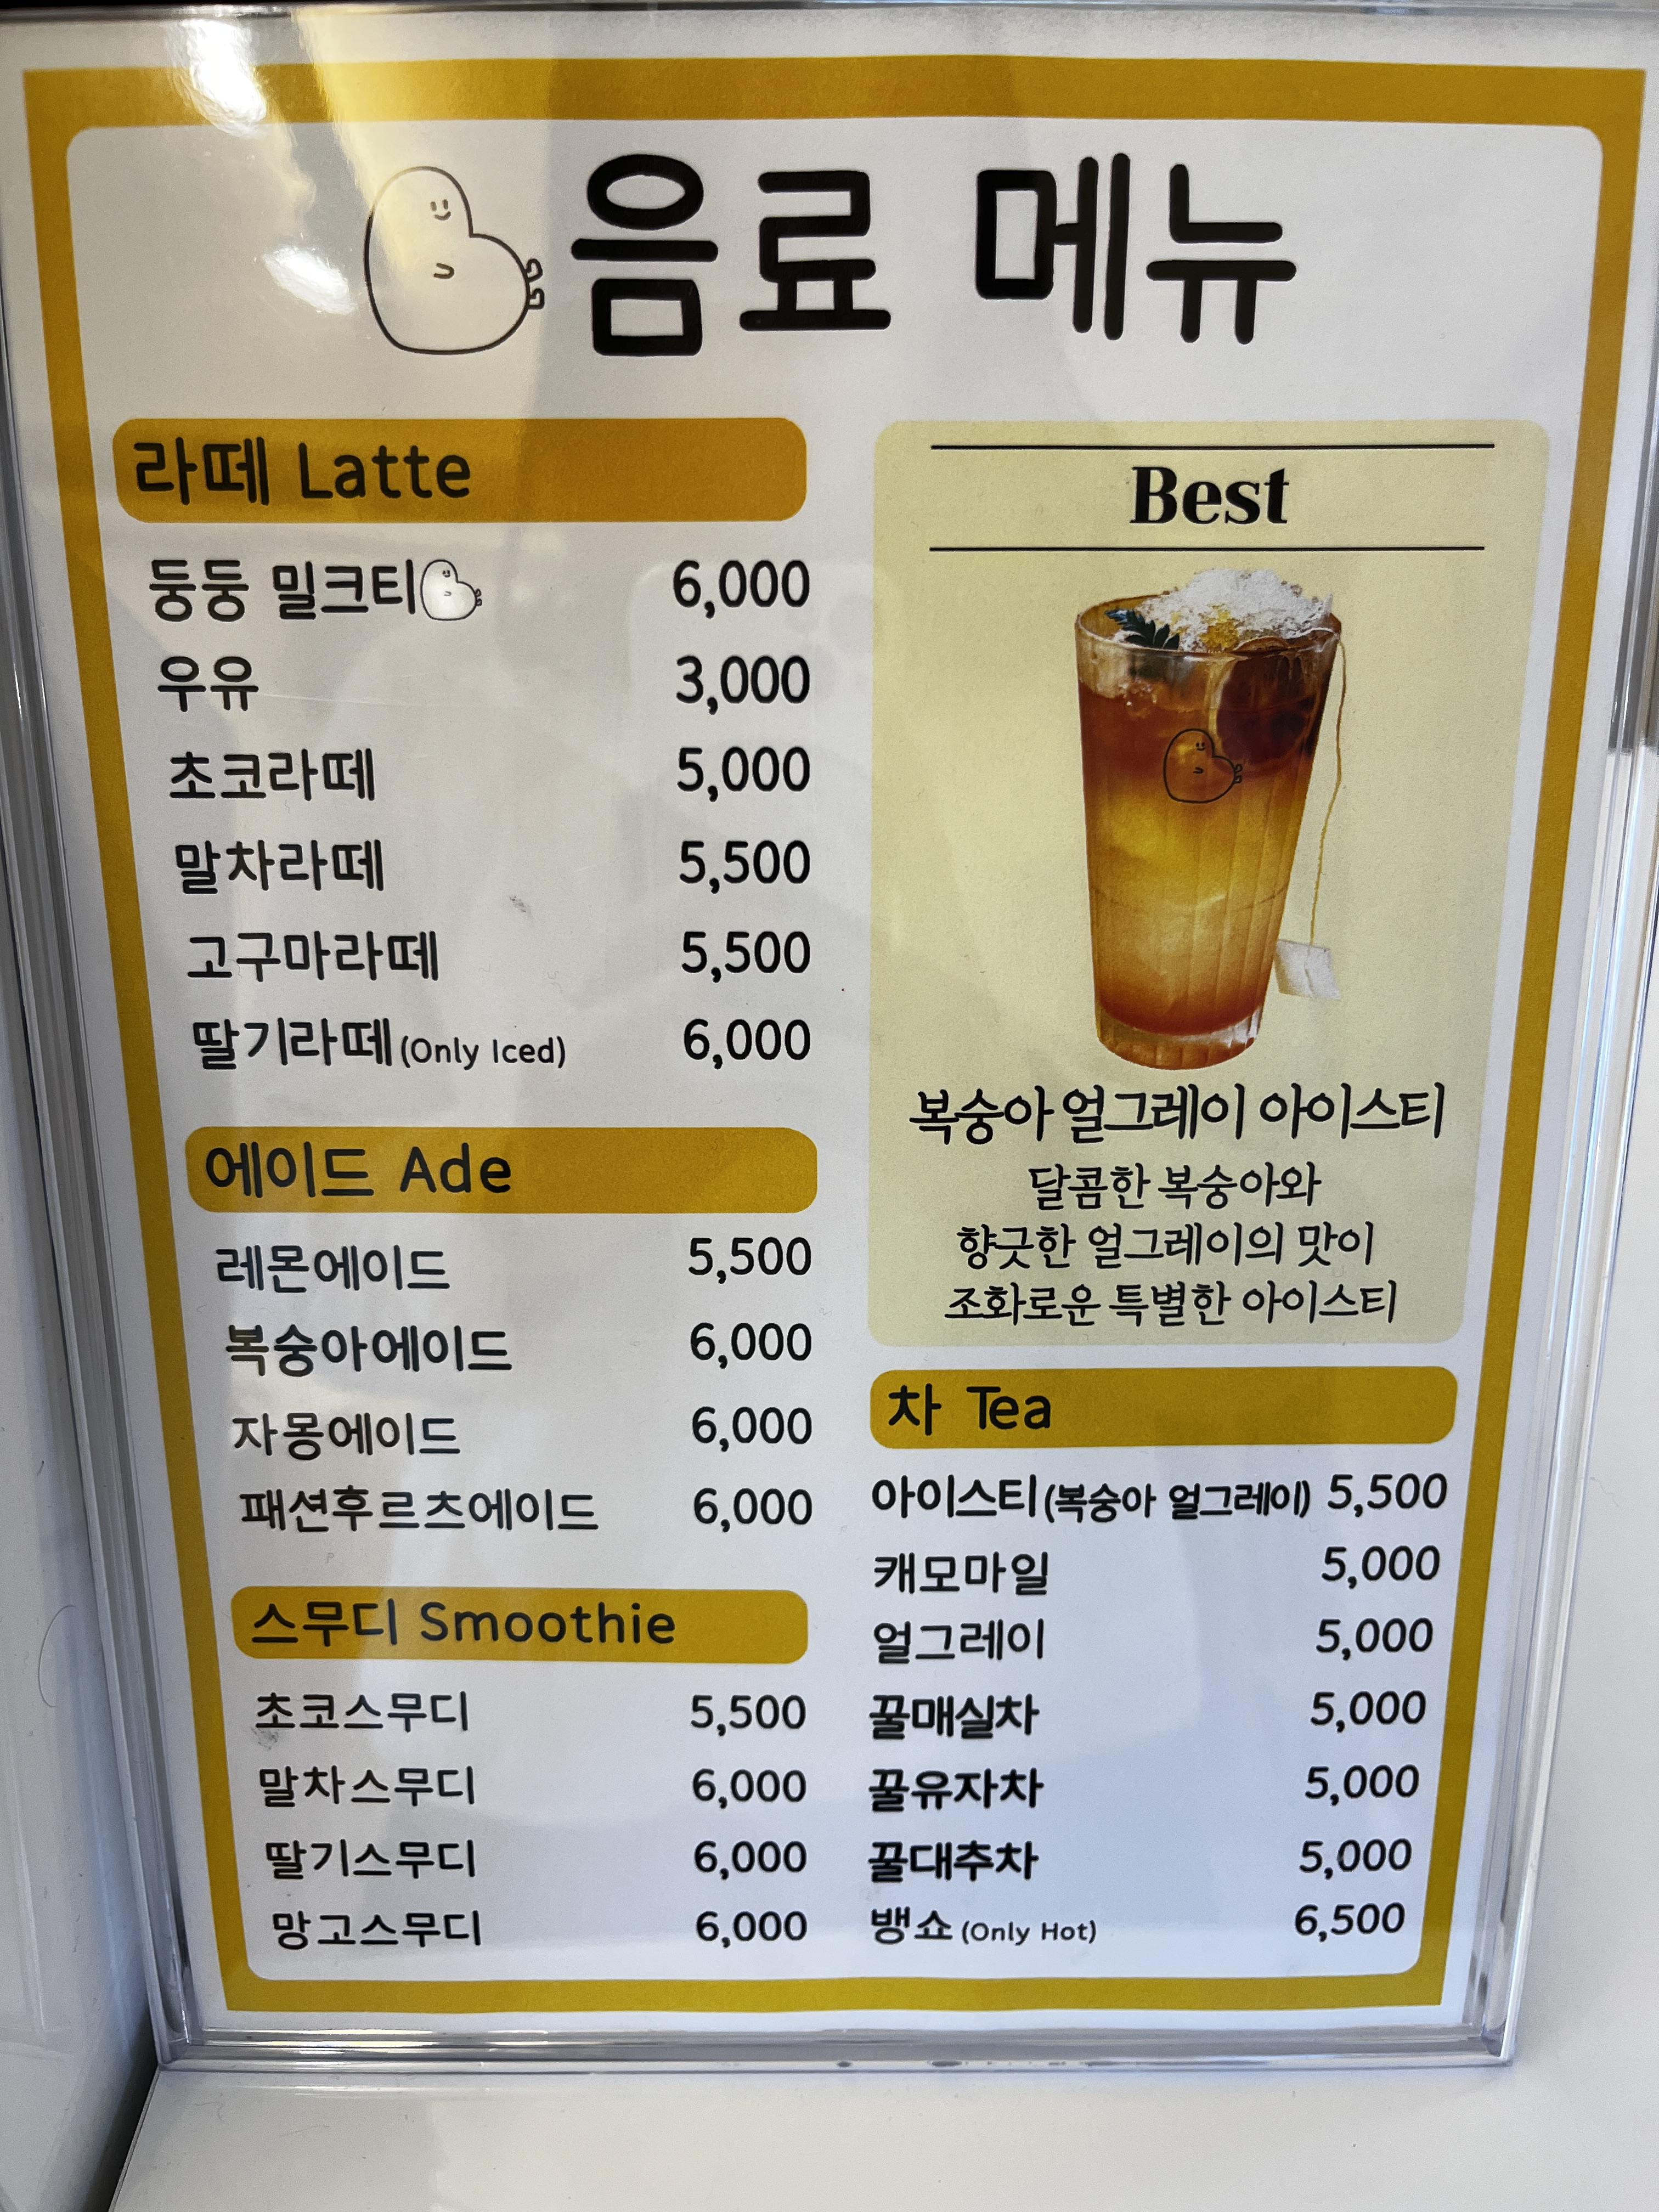 음료 메뉴
라떼 Latte
둥둥 밀크티 6,000
우유 3,000
초코라떼 5,000
말차라떼 5,500
고구마라떼 5,500
딸기라떼(Only Iced) 6,000
에이드 Ade
레몬에이드 5,500
복숭아에이드 6,000
자몽에이드 6,000
패션후르츠에이드 6,000
스무디 Smoothie
초코스무디 5,500
말차스무디 6,000
딸기스무디 6,000
망고스무디 6,000
Best
복숭아 얼그레이 아이스티
달콤한 복숭아와
향긋한 얼그레이의 맛이
조화로운 특별한 아이스티
차 Tea
아이스티(복숭아 얼그레이) 5,500
캐모마일 5,000
얼그레이 5,000
꿀매실차 5,000
꿀유자차 5,000
꿀대추차 5,000
뱅쇼 (Only Hot) 6,500